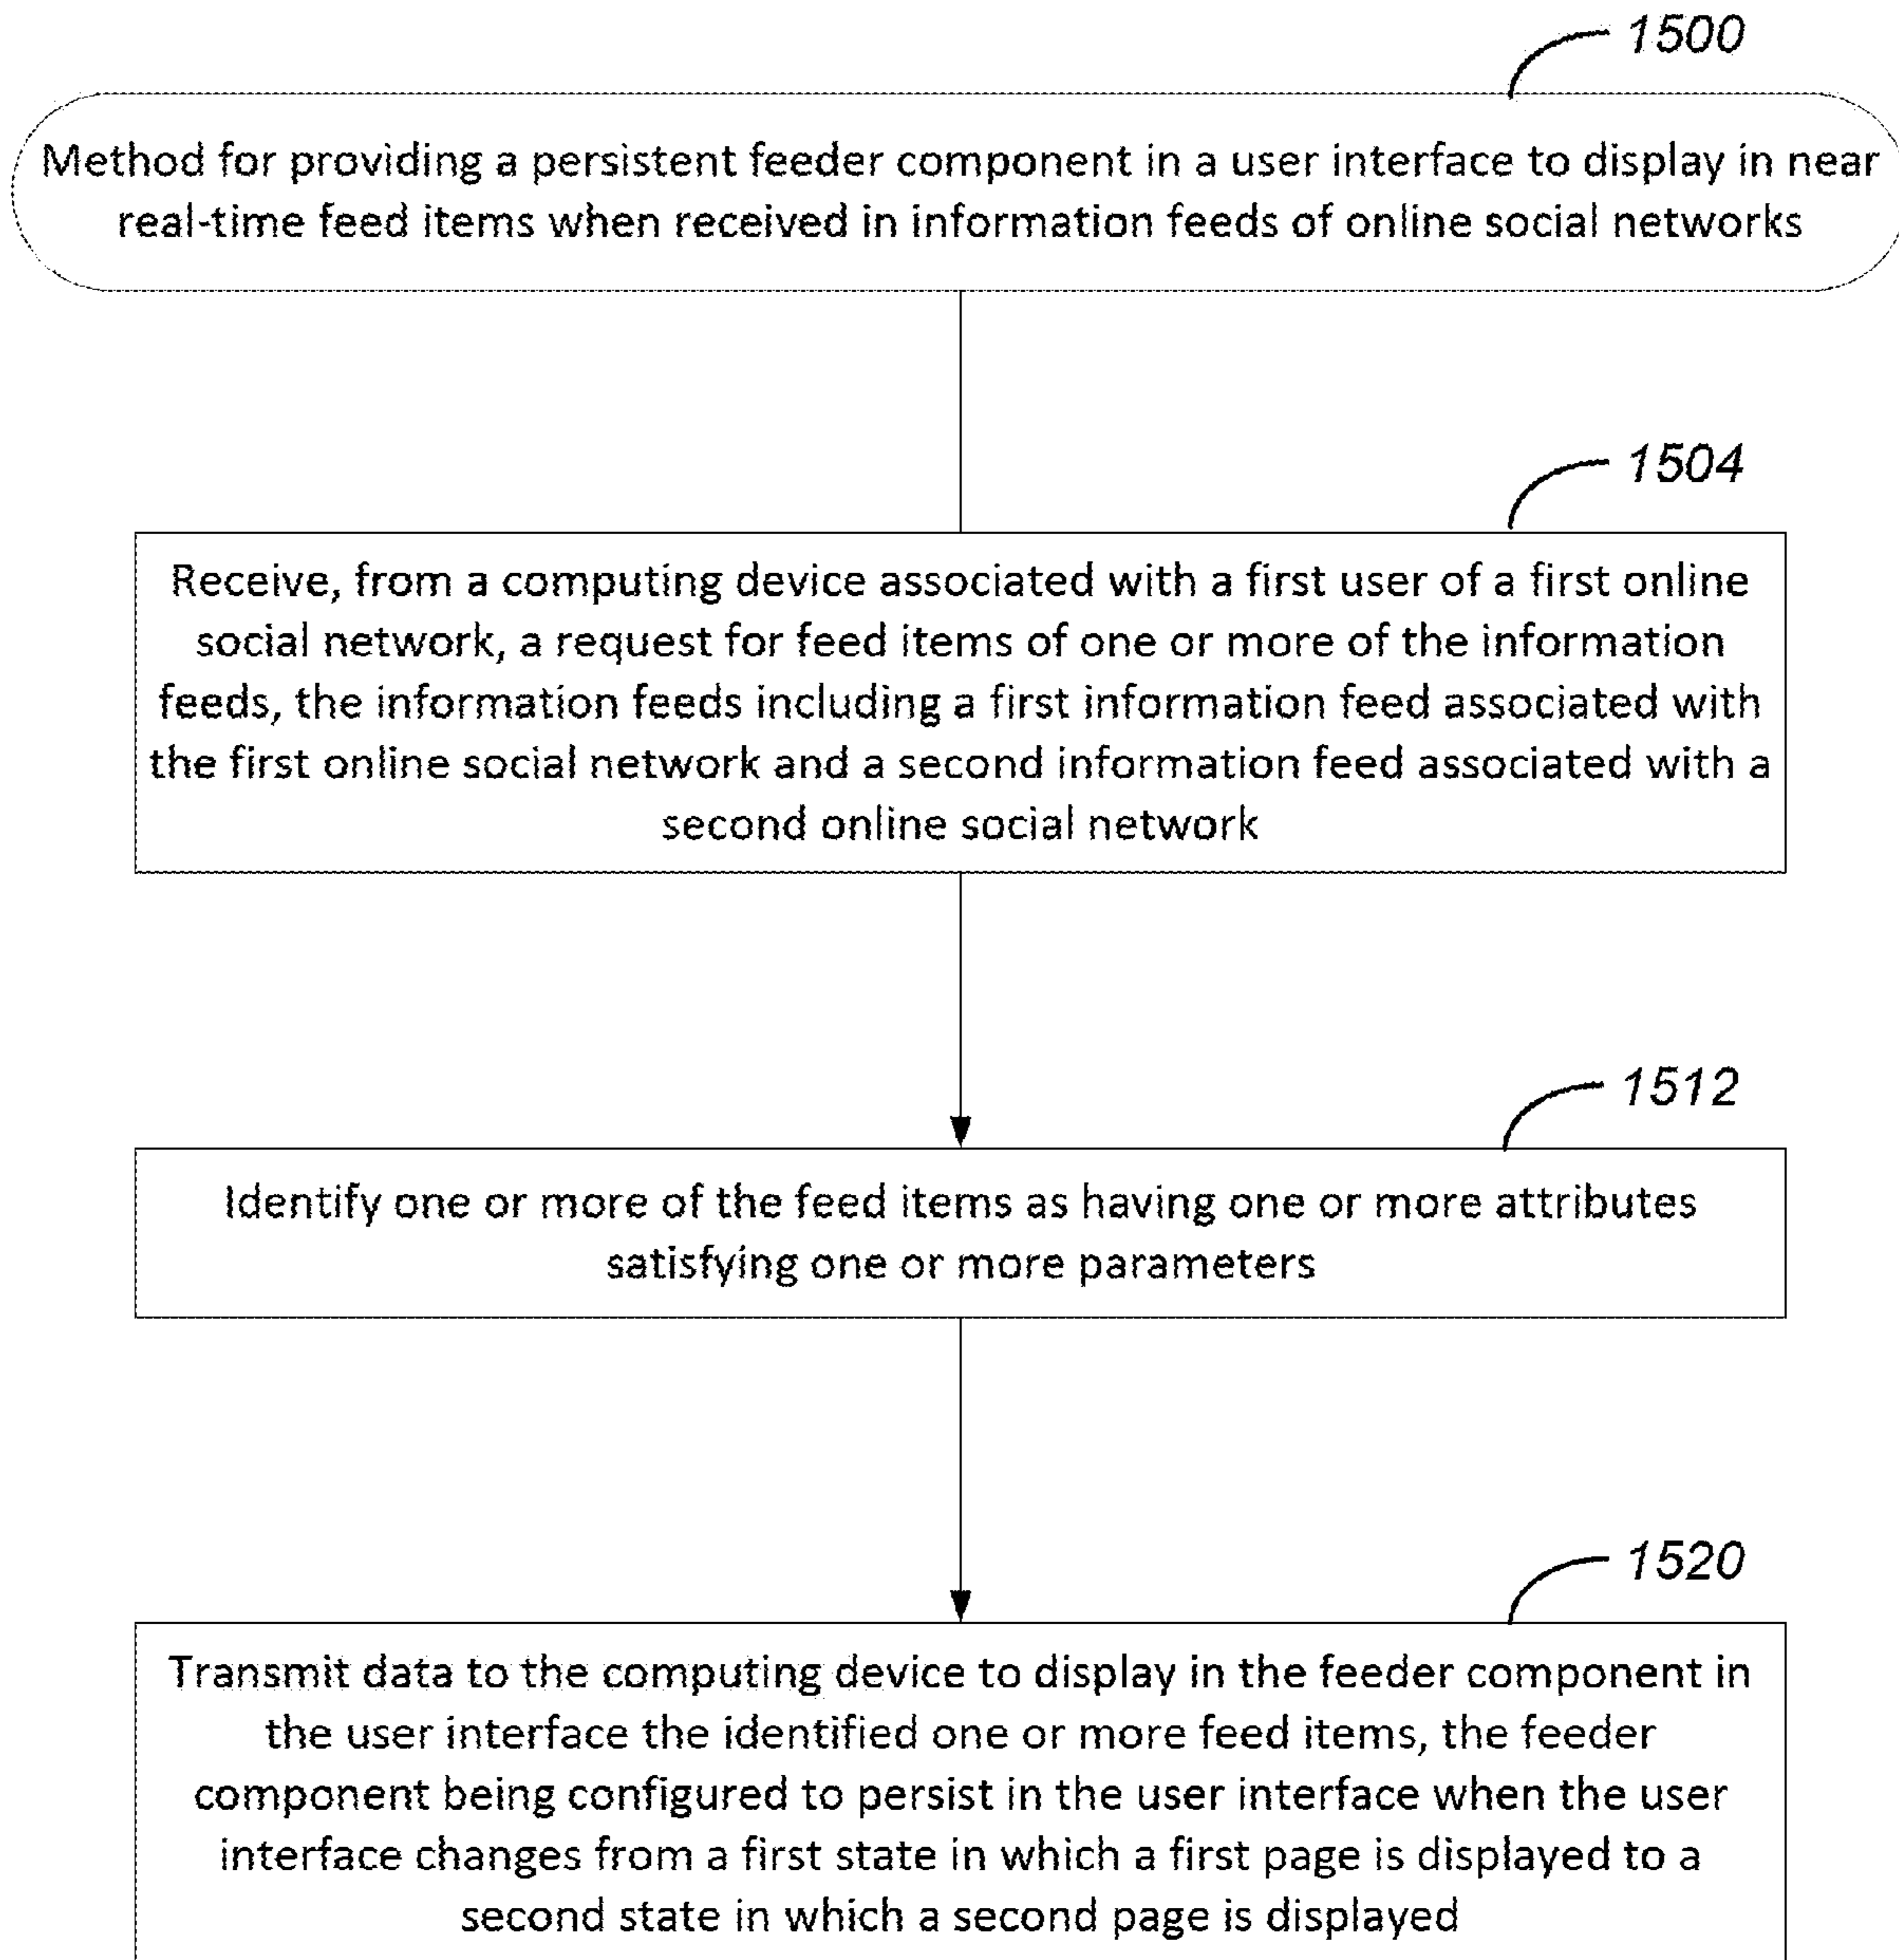 1500
Method for providing a persistent feeder component in a user interface to display in near
real-time feed items when received in information feeds of online social networks
1504
Receive, from a computing device associated with a first user of a first online
social network, a request for feed items of one or more of the information
feeds, the information feeds including a first information feed associated with
the first online social network and a second information feed associated with a
second online social network
1512
Identify one or more of the feed items as having one or more attributes
satisfying one or more parameters
1520
Transmit data to the computing device to display in the feeder component in
the user interface the identified one or more feed items, the feeder
component being configured to persist in the user interface when the user
interface changes from a first state in which a first page is displayed to a
second state in which a second page is displayed